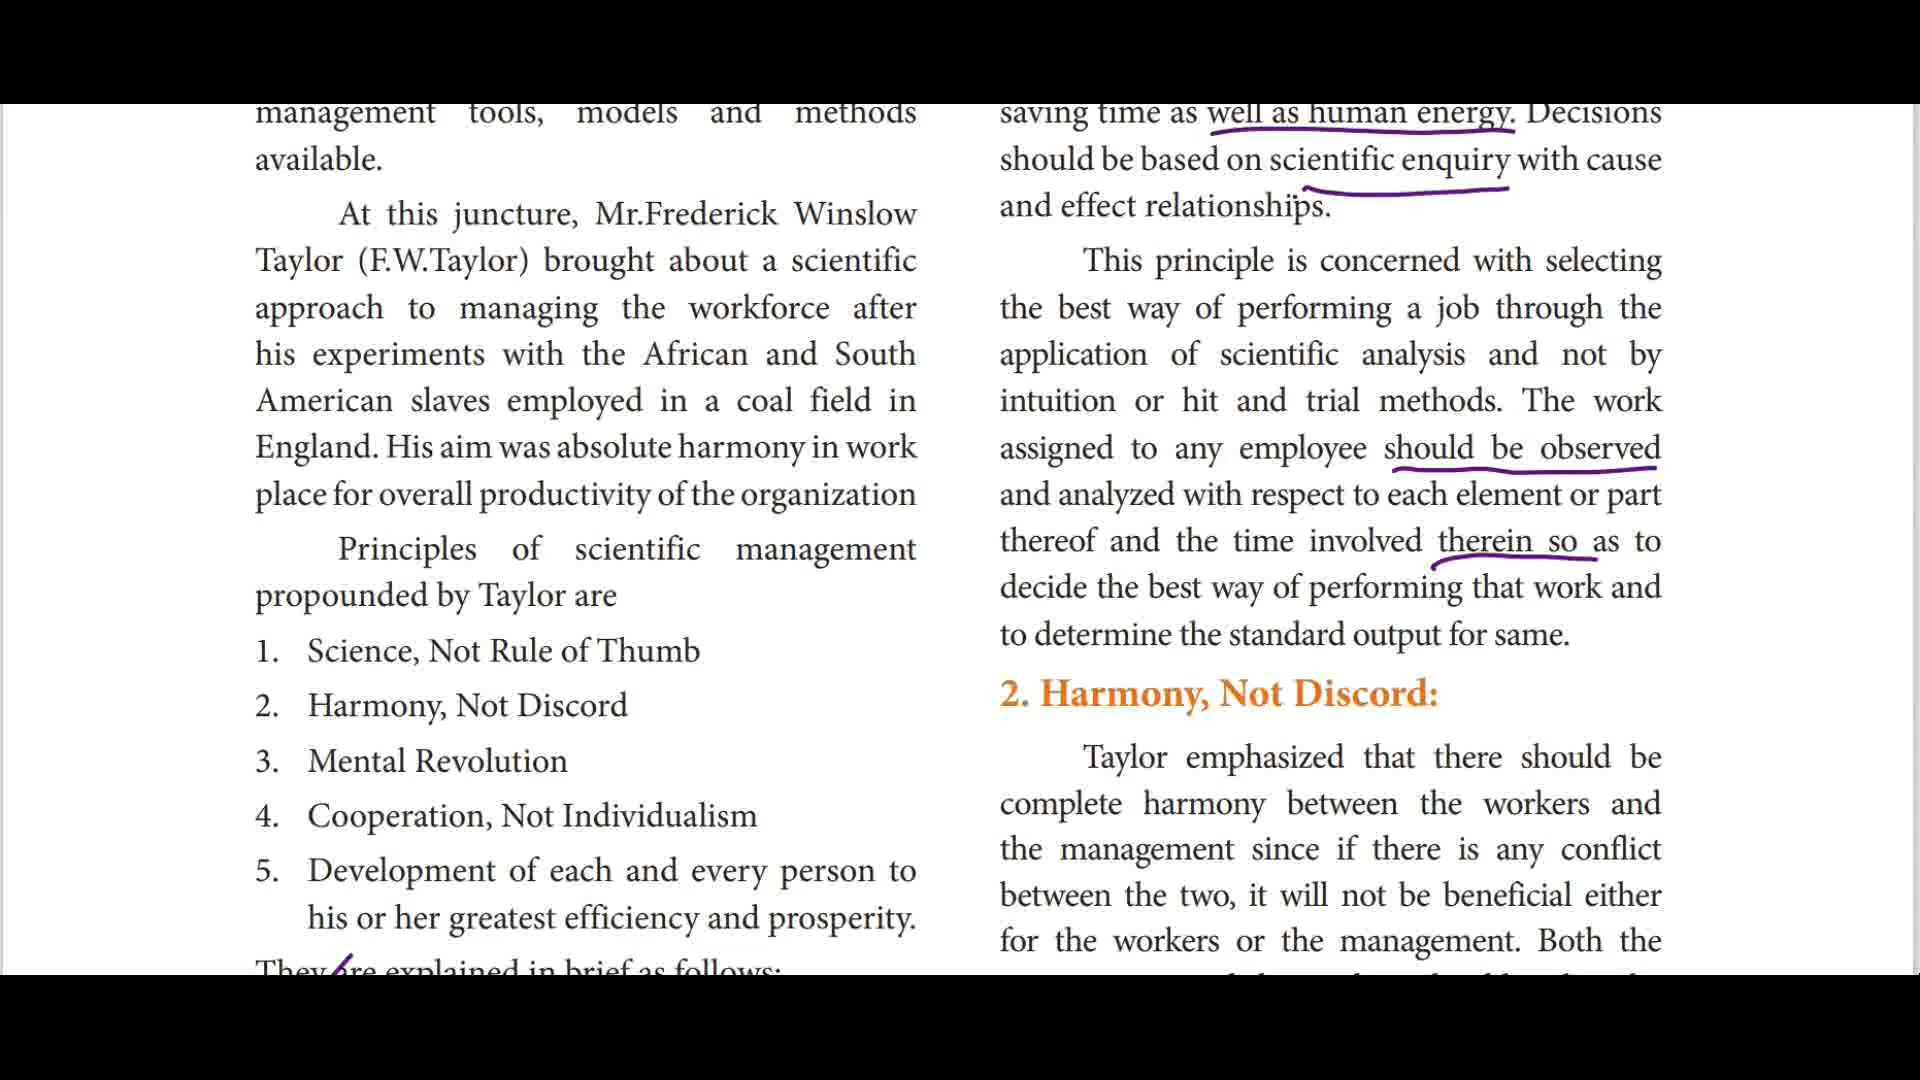 management tools, models and methods
available.
At this juncture, Mr.Frederick Winslow
Taylor (F.W.Taylor) brought about a scientific
approach to managing the workforce after
his experiments with the African and South
American slaves employed in a coal field in
England. His aim was absolute harmony in work
place for overall productivity of the organization
Principles of scientific management
propounded by Taylor are
1. Science, Not Rule of Thumb
2. Harmony, Not Discord
3. Mental Revolution
4. Cooperation, Not Individualism
5. Development of each and every person to
his or her greatest efficiency and prosperity.
They are explained in brief as follows:
saving time as well as human energy. Decisions
should be based on scientific enquiry with cause
and effect relationships.
This principle is concerned with selecting
the best way of performing a job through the
application of scientific analysis and not by
intuition or hit and trial methods. The work
assigned to any employee should be observed
and analyzed with respect to each element or part
thereof and the time involved therein so as to
decide the best way of performing that work and
to determine the standard output for same.
2. Harmony, Not Discord:
Taylor emphasized that there should be
complete harmony between the workers and
the management since if there is any conflict
between the two, it will not be beneficial either
for the workers or the management. Both the